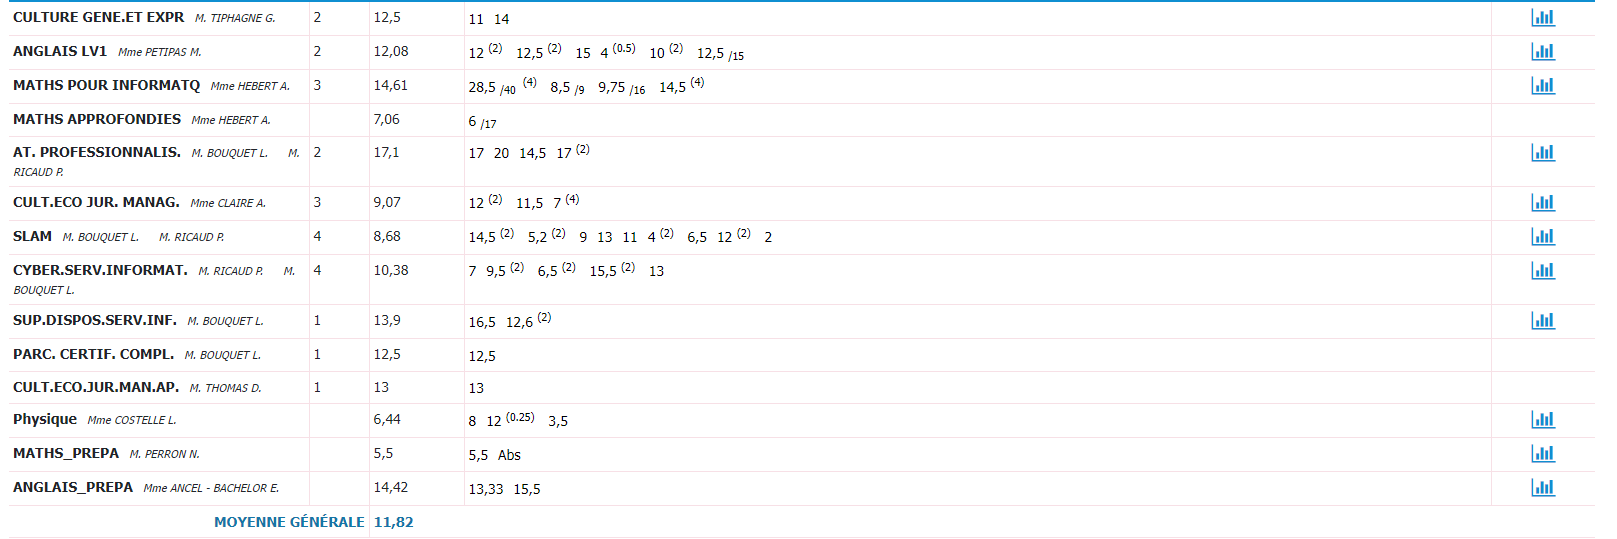 CULTURE GENE.ET EXPR M. TIPHAGNE G. 2 12,5 11 14
ANGLAIS LV1 Mme PETIPAS M. 2 12,08 12 (2) 12,5 (2) 15 4 (0.5) 10 (2) 12,5 /15
MATHS POUR INFORMATQ Mme HEBERT A. 3 14,61 28,5 /40 (4) 8,5 /9 9,75 /16 14,5 (4)
MATHS APPROFONDIES Mme HEBERT A. 7,06 6 /17
AT. PROFESSIONNALIS. M. BOUQUET L. M. 2 17,1 17 20 14,5 17 (2)
RICAUD P.
CULT.ECO JUR. MANAG. Mme CLAIRE A. 3 9,07 12 (2) 11,5 7 (4)
SLAM M. BOUQUET L. M. RICAUD P. 4 8,68 14,5 (2) 5,2 (2) 9 13 11 4 (2) 6,5 12 (2) 2
CYBER.SERV.INFORMAT. M. RICAUD P. M. 4 10,38 7 9,5 (2) 6,5 (2) 15,5 (2) 13
BOUQUET L.
SUP.DISPOS.SERV.INF. M. BOUQUET L. 1 13,9 16,5 12,6 (2)
PARC. CERTIF. COMPL. M. BOUQUET L. 1 12,5 12,5
CULT.ECO.JUR.MAN.AP. M. THOMAS D. 1 13 13
Physique Mme COSTELLE L. 6,44 8 12 (0.25) 3,5
MATHS_PREPA M. PERRON N. 5,5 5,5 Abs
ANGLAIS_PREPA Mme ANCEL - BACHELOR E. 14,42 13,33 15,5
MOYENNE GÉNÉRALE 11,82